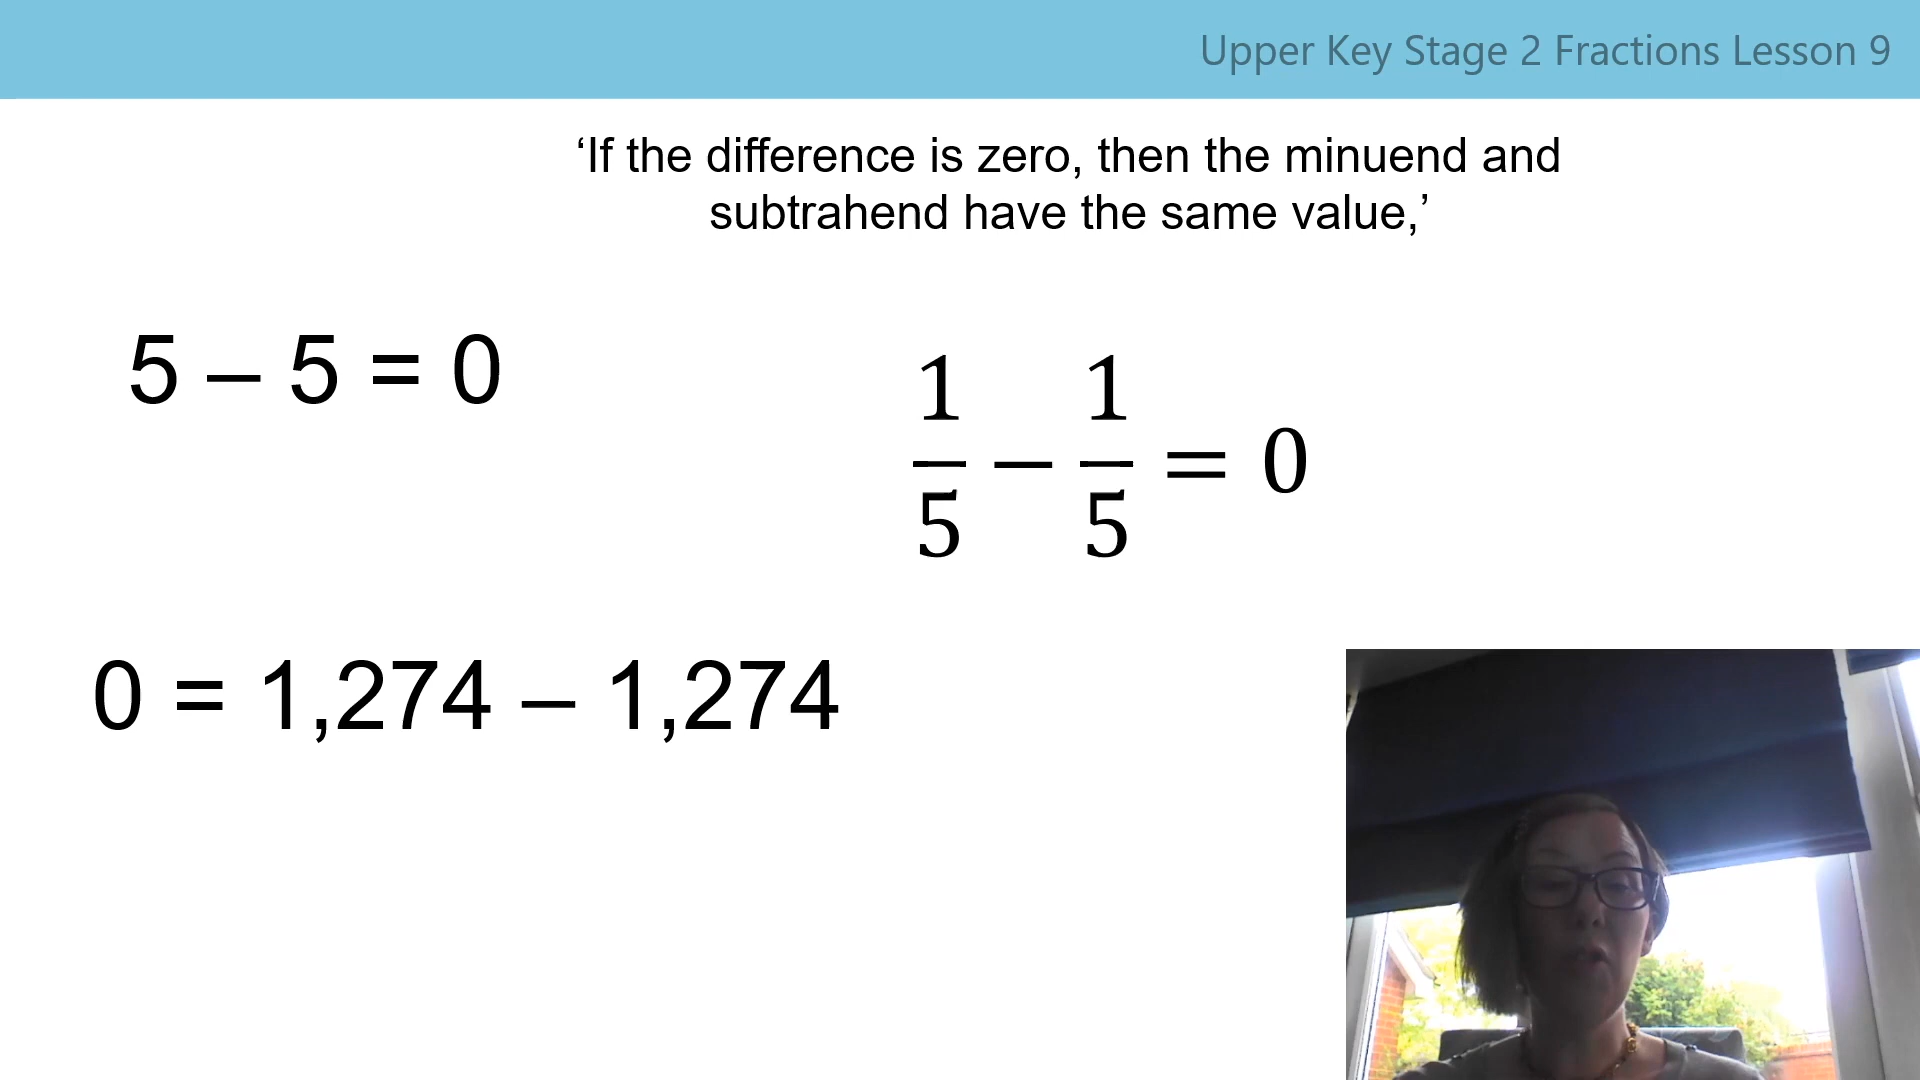 Upper Key Stage 2 Fractions Lesson 9
‘If the difference is zero, then the minuend and
subtrahend have the same value,’
5 – 5 = 0
1/5 − 1/5 = 0
0 = 1,274 – 1,274